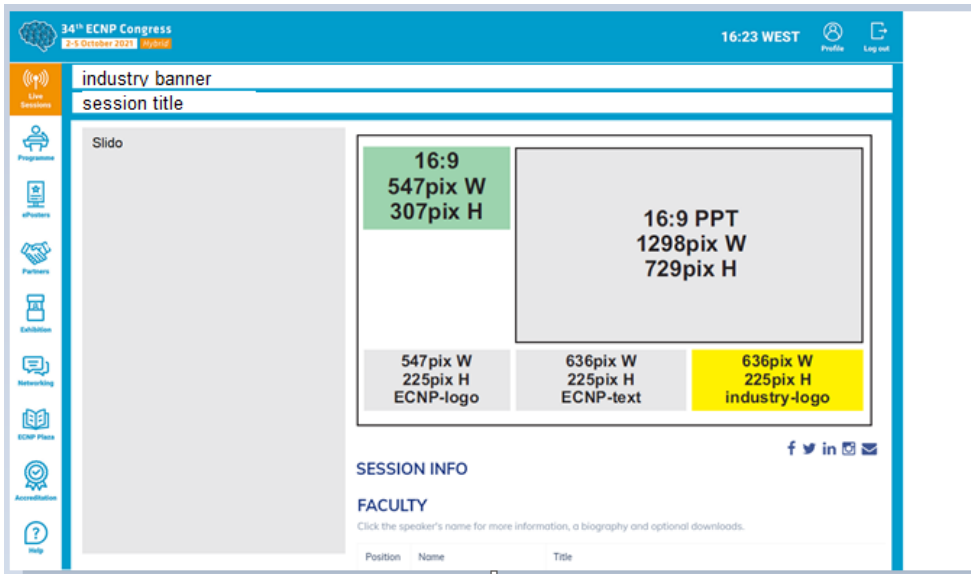 34th ECNP Congress
2-5 October 2021 Hybrid
16:23 WEST
Profile
Log out
Live
Sessions
Programme
ePosters
Partners
Exhibition
Networking
ECNP Plaza
Accreditation
Help
industry banner
session title
Slido
16:9
547pix W
307pix H
16:9 PPT
1298pix W
729pix H
547pix W
225pix H
ECNP-logo
636pix W
225pix H
ECNP-text
636pix W
225pix H
industry-logo
SESSION INFO
FACULTY
Click the speaker's name for more information, a biography and optional downloads.
Position Name Title